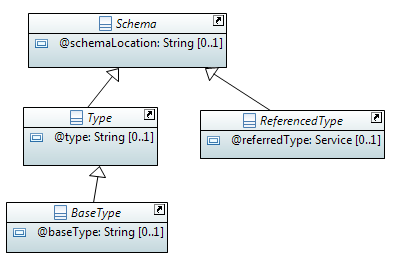 Schema
@schemaLocation: String [0..1]
Type
@type: String [0..1]
ReferencedType
@referredType: Service [0..1]
BaseType
@baseType: String [0..1]